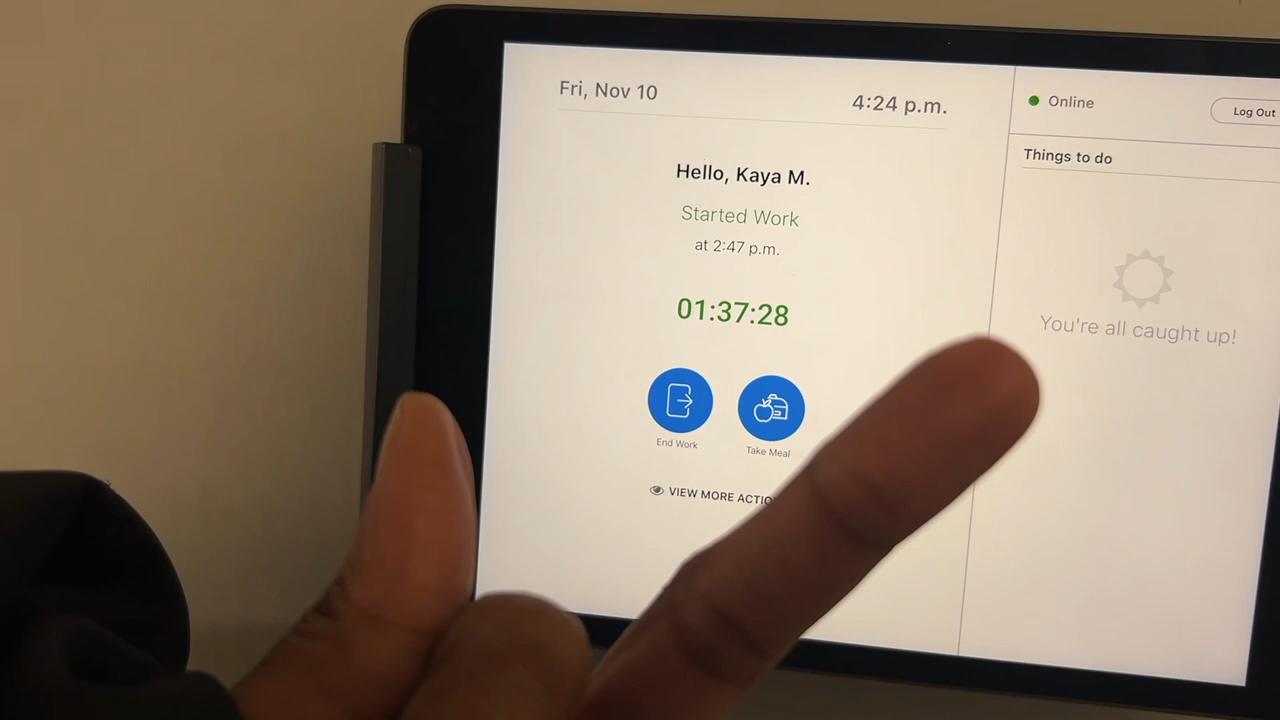 Fri, Nov 10
4:24 p.m.
Hello, Kaya M.
Started Work
at 2:47 p.m.
01:37:28
End Work
Take Meal
VIEW MORE
Online
Log Out
Things to do
You're all caught up!